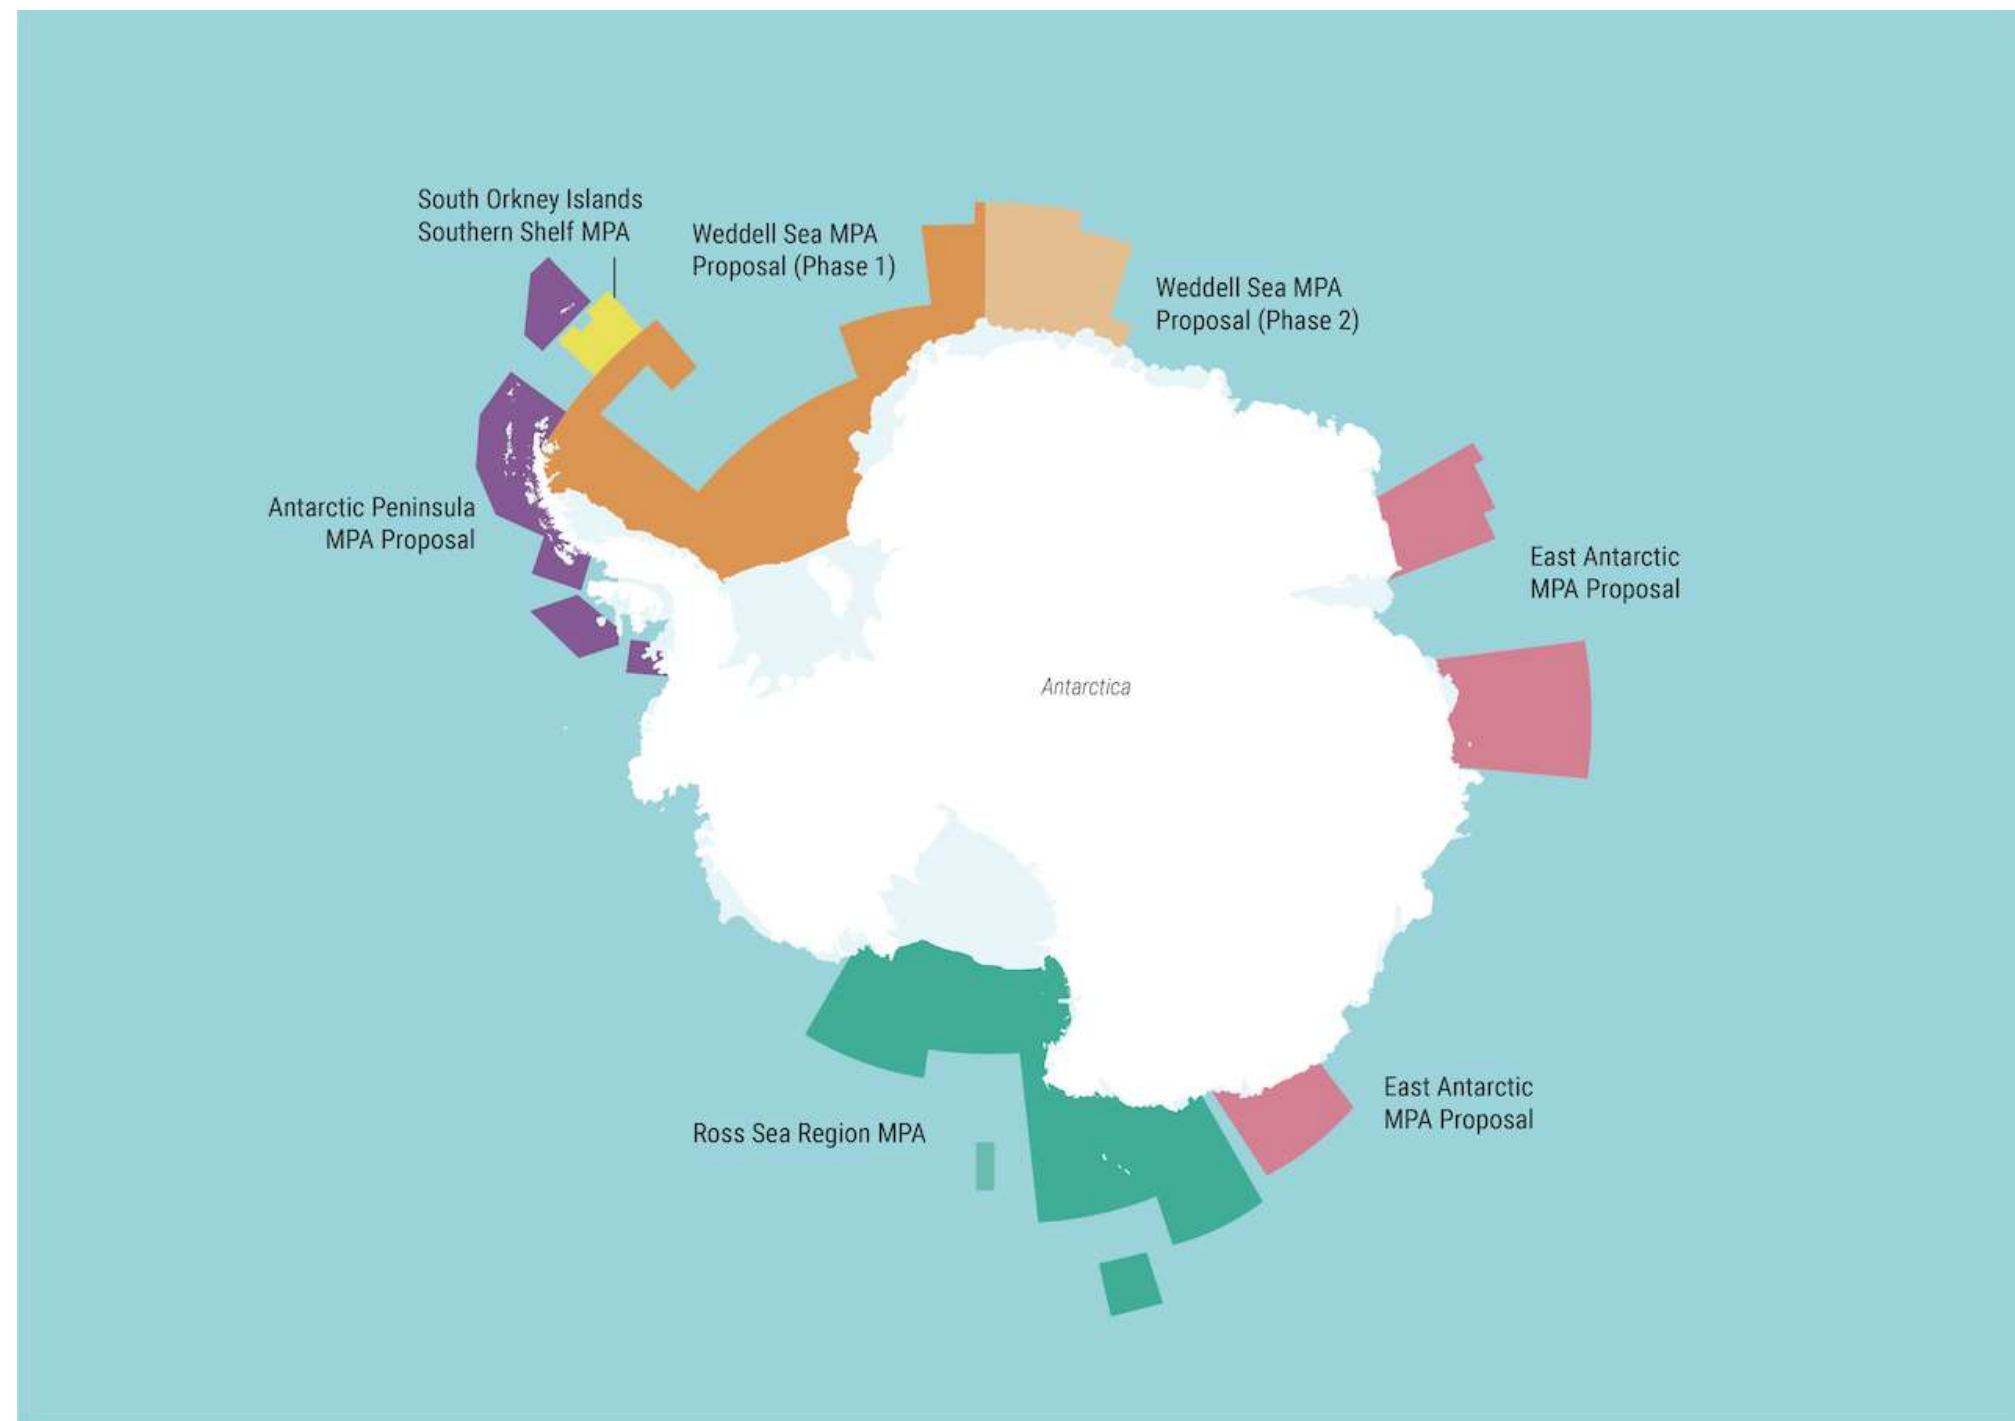 South Orkney Islands
Southern Shelf MPA
Weddell Sea MPA
Proposal (Phase 1)
Weddell Sea MPA
Proposal (Phase 2)
Antarctic Peninsula
MPA Proposal
East Antarctic
MPA Proposal
Antarctica
Ross Sea Region MPA
East Antarctic
MPA Proposal